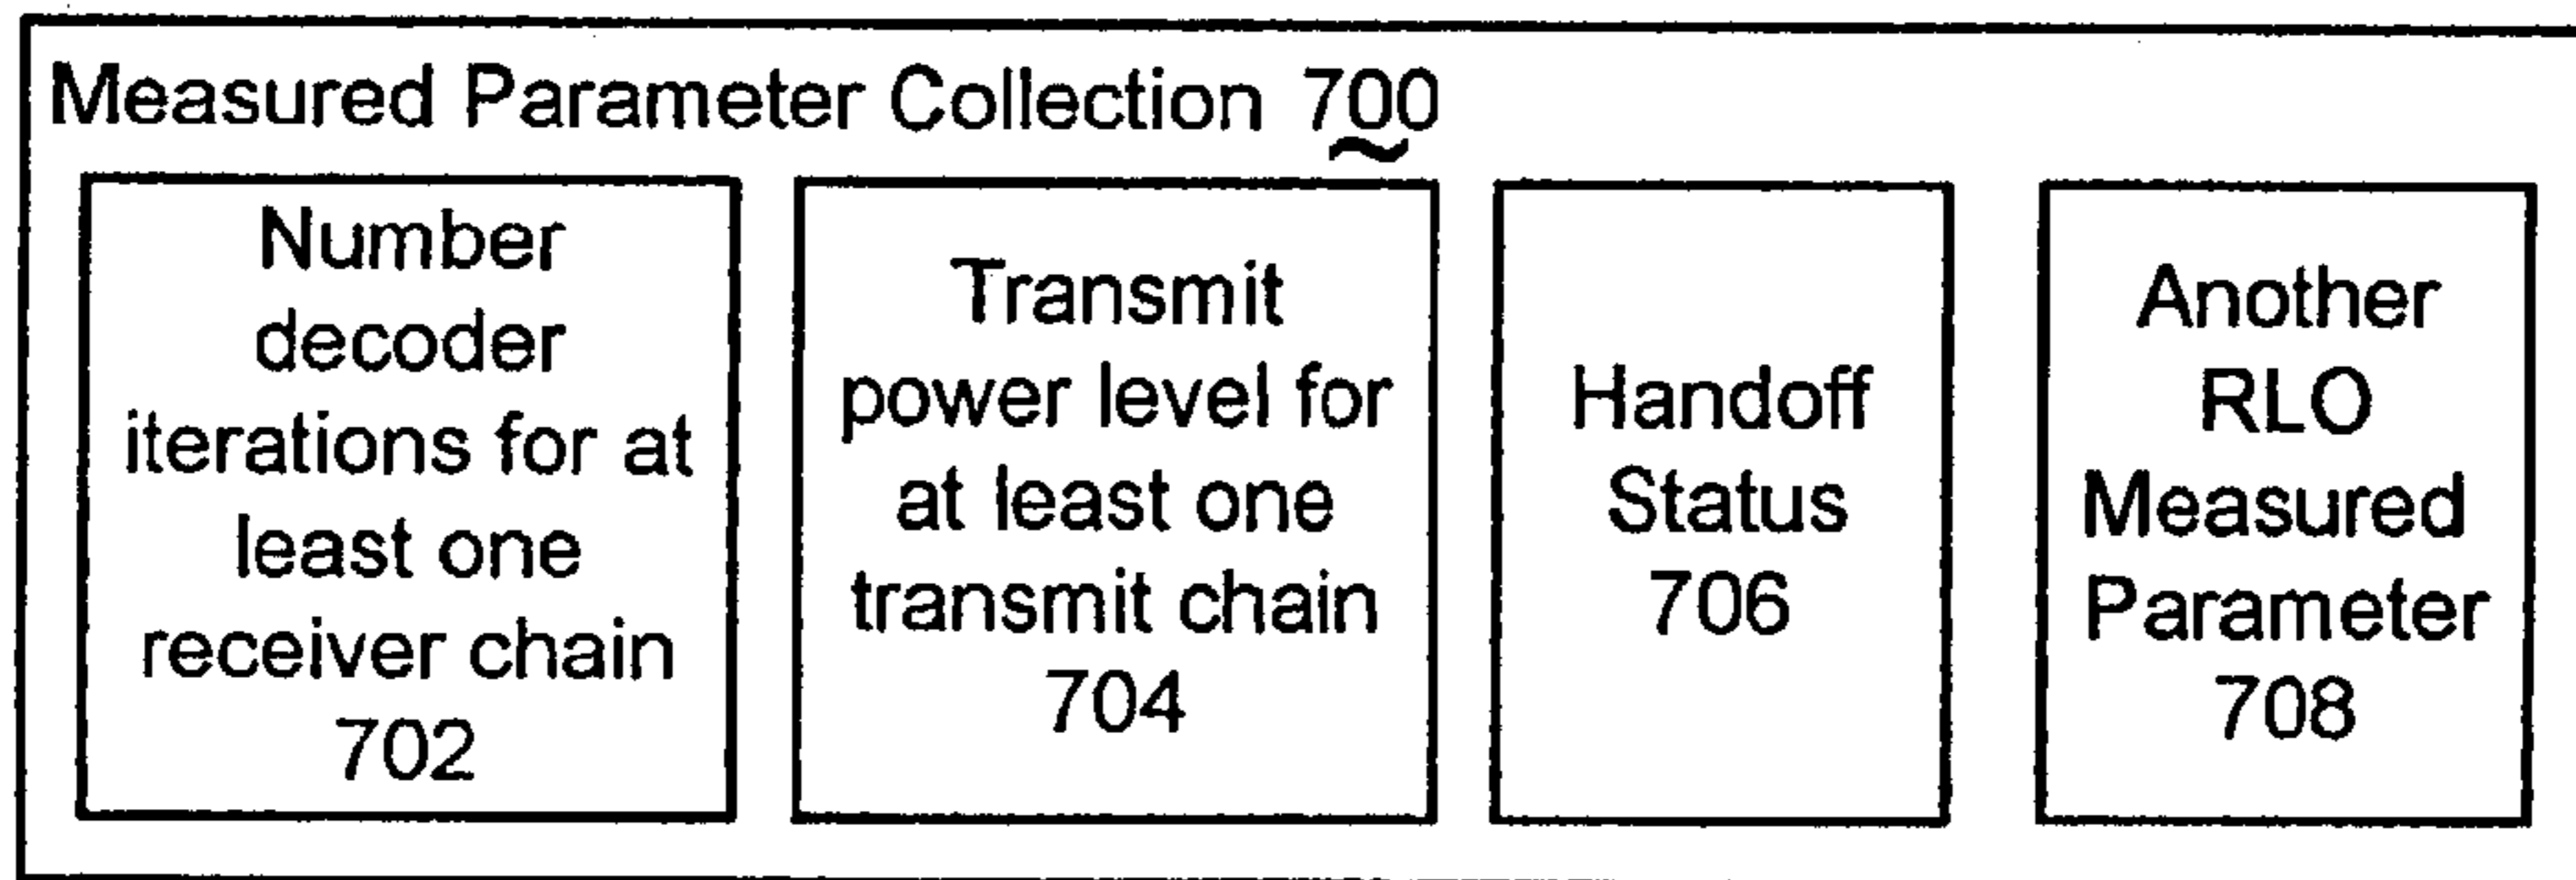 Measured Parameter Collection 700
Number
decoder
iterations for at
least one
receiver chain
702
Transmit
power level for
at least one
transmit chain
704
Handoff
Status
706
Another
RLO
Measured
Parameter
708